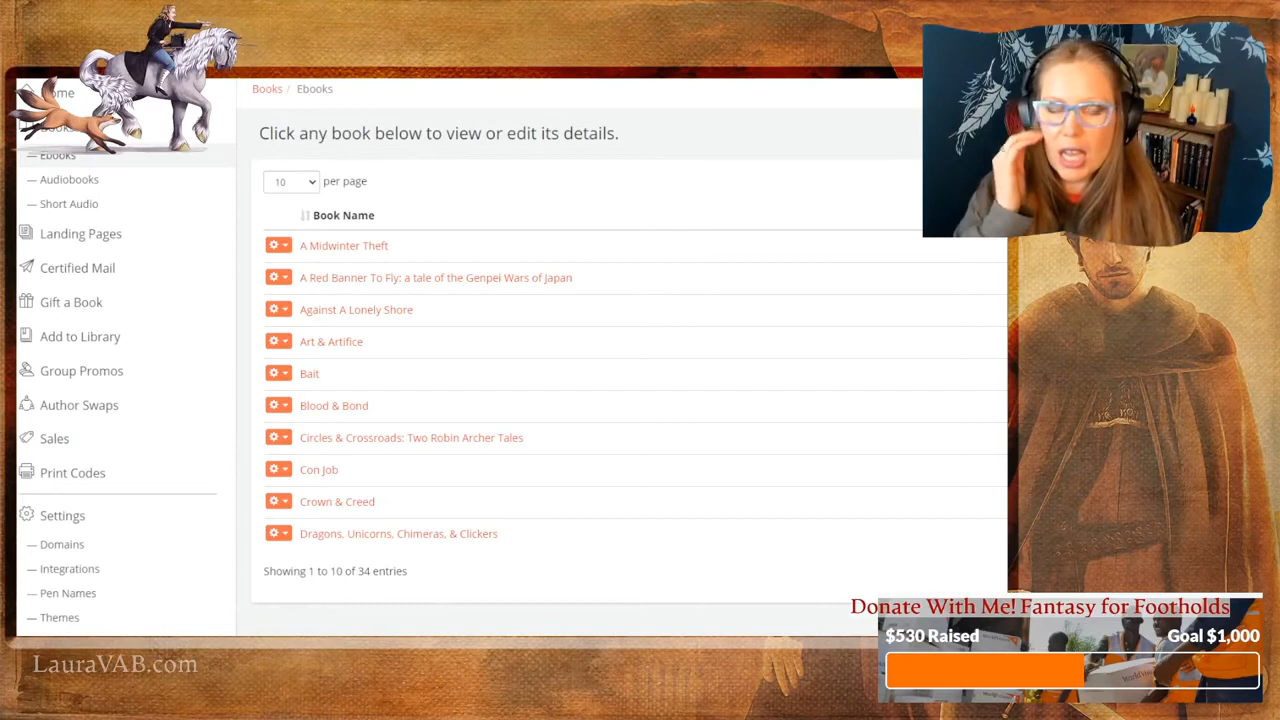 Home
Books
— Ebooks
— Audiobooks
— Short Audio
Landing Pages
Certified Mail
Gift a Book
Add to Library
Group Promos
Author Swaps
Sales
Print Codes
Settings
— Domains
— Integrations
— Pen Names
— Themes
Books / Ebooks
Click any book below to view or edit its details.
10 per page
Book Name
A Midwinter Theft
A Red Banner To Fly: a tale of the Genpei Wars of Japan
Against A Lonely Shore
Art & Artifice
Bait
Blood & Bond
Circles & Crossroads: Two Robin Archer Tales
Con Job
Crown & Creed
Dragons, Unicorns, Chimeras, & Clickers
Showing 1 to 10 of 34 entries
Donate With Me! Fantasy for Footholds
$530 Raised Goal $1,000
LauraVAB.com